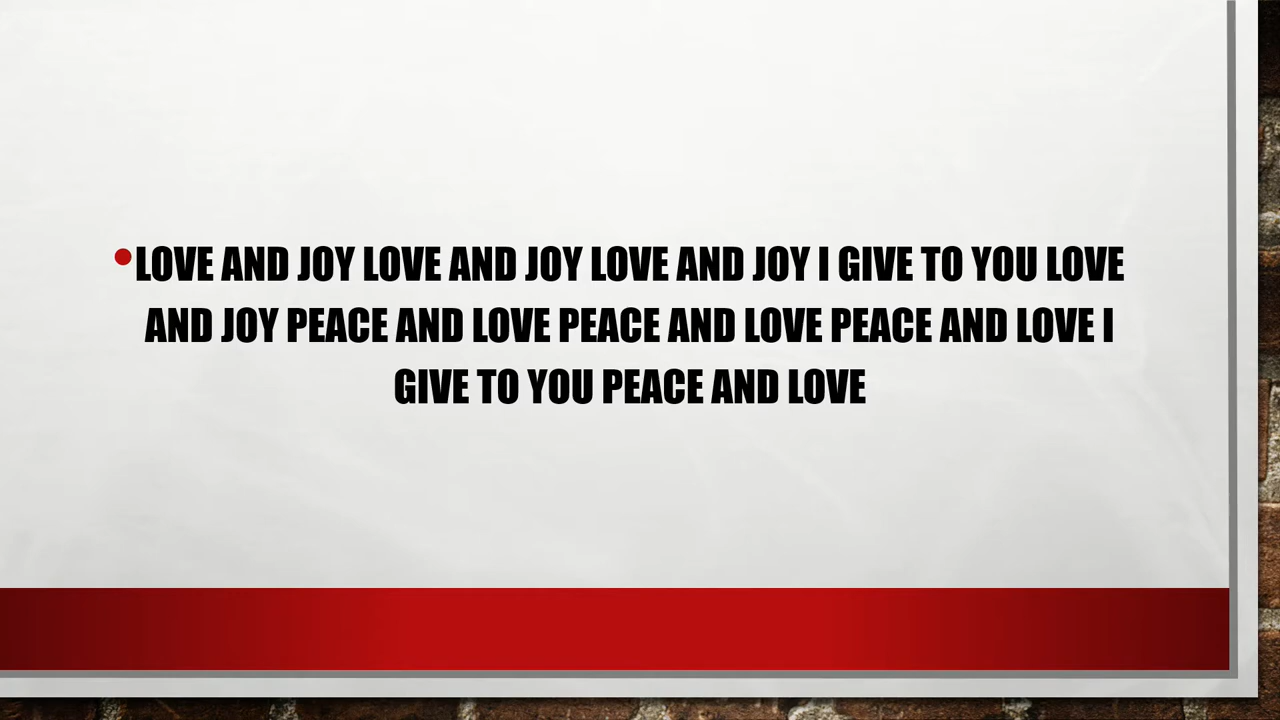 •LOVE AND JOY LOVE AND JOY LOVE AND JOY I GIVE TO YOU LOVE
AND JOY PEACE AND LOVE PEACE AND LOVE PEACE AND LOVE I
GIVE TO YOU PEACE AND LOVE